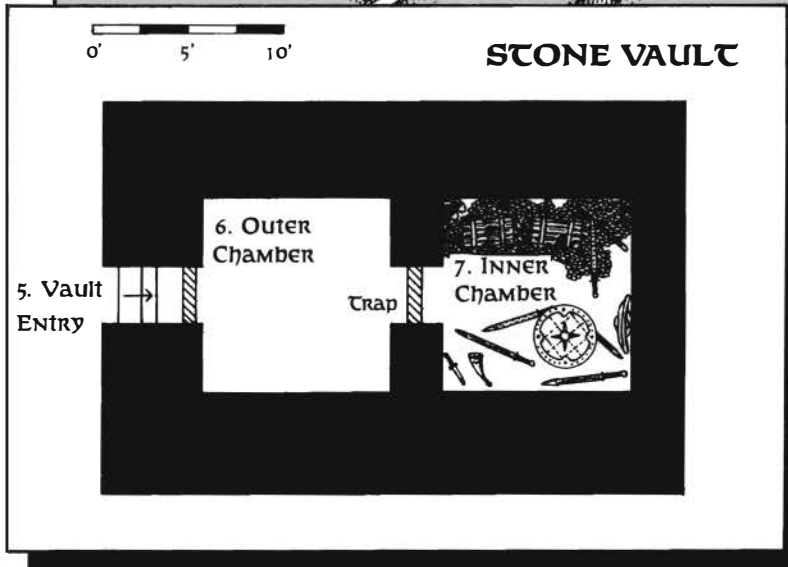 0' 5' 10'
STONE VAULT
6. Outer
Chamber
5. Vault
Entry
Trap
7. Inner
Chamber